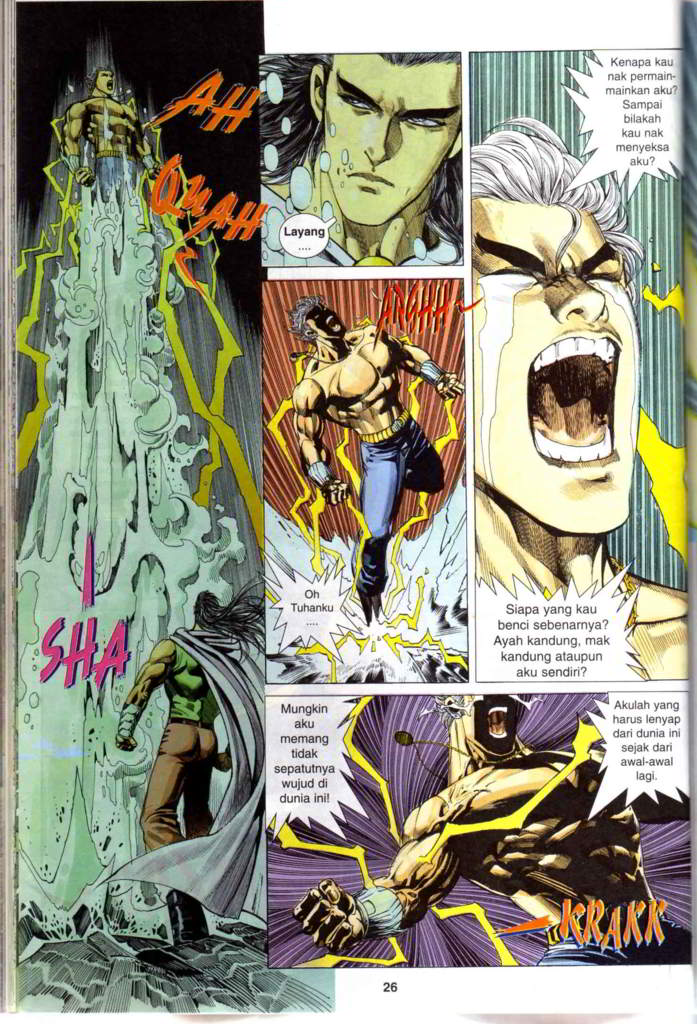 AH
QUAH
SHA
Layang
....
ARGHH
Oh
Tuhanku
....
Kenapa kau
nak permain-
mainkan aku?
Sampai
bilakah
kau nak
menyeksa
aku?
Siapa yang kau
benci sebenarnya?
Ayah kandung, mak
kandung ataupun
aku sendiri?
Mungkin
aku
memang
tidak
sepatutnya
wujud di
dunia ini!
Akulah yang
harus lenyap
dari dunia ini
sejak dari
awal-awal
lagi.
KRAKK
26